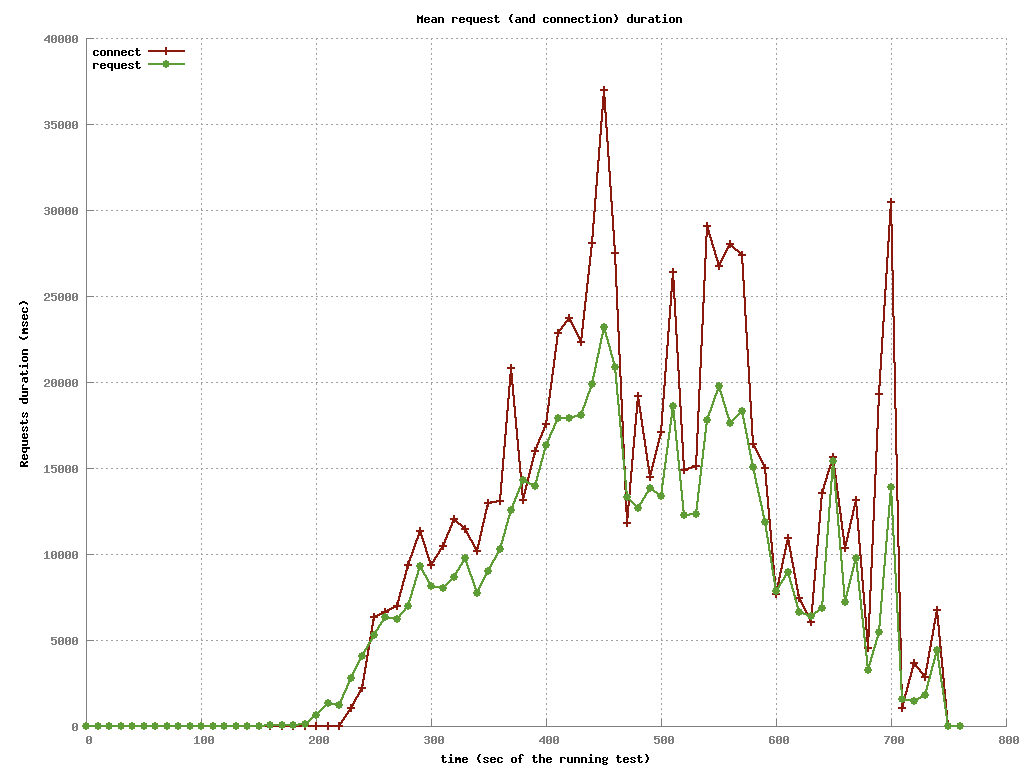 Mean request (and connection) duration
connect
request
40000
35000
30000
25000
20000
15000
10000
5000
0
Requests duration (msec)
0 100 200 300 400 500 600 700 800
time (sec of the running test)